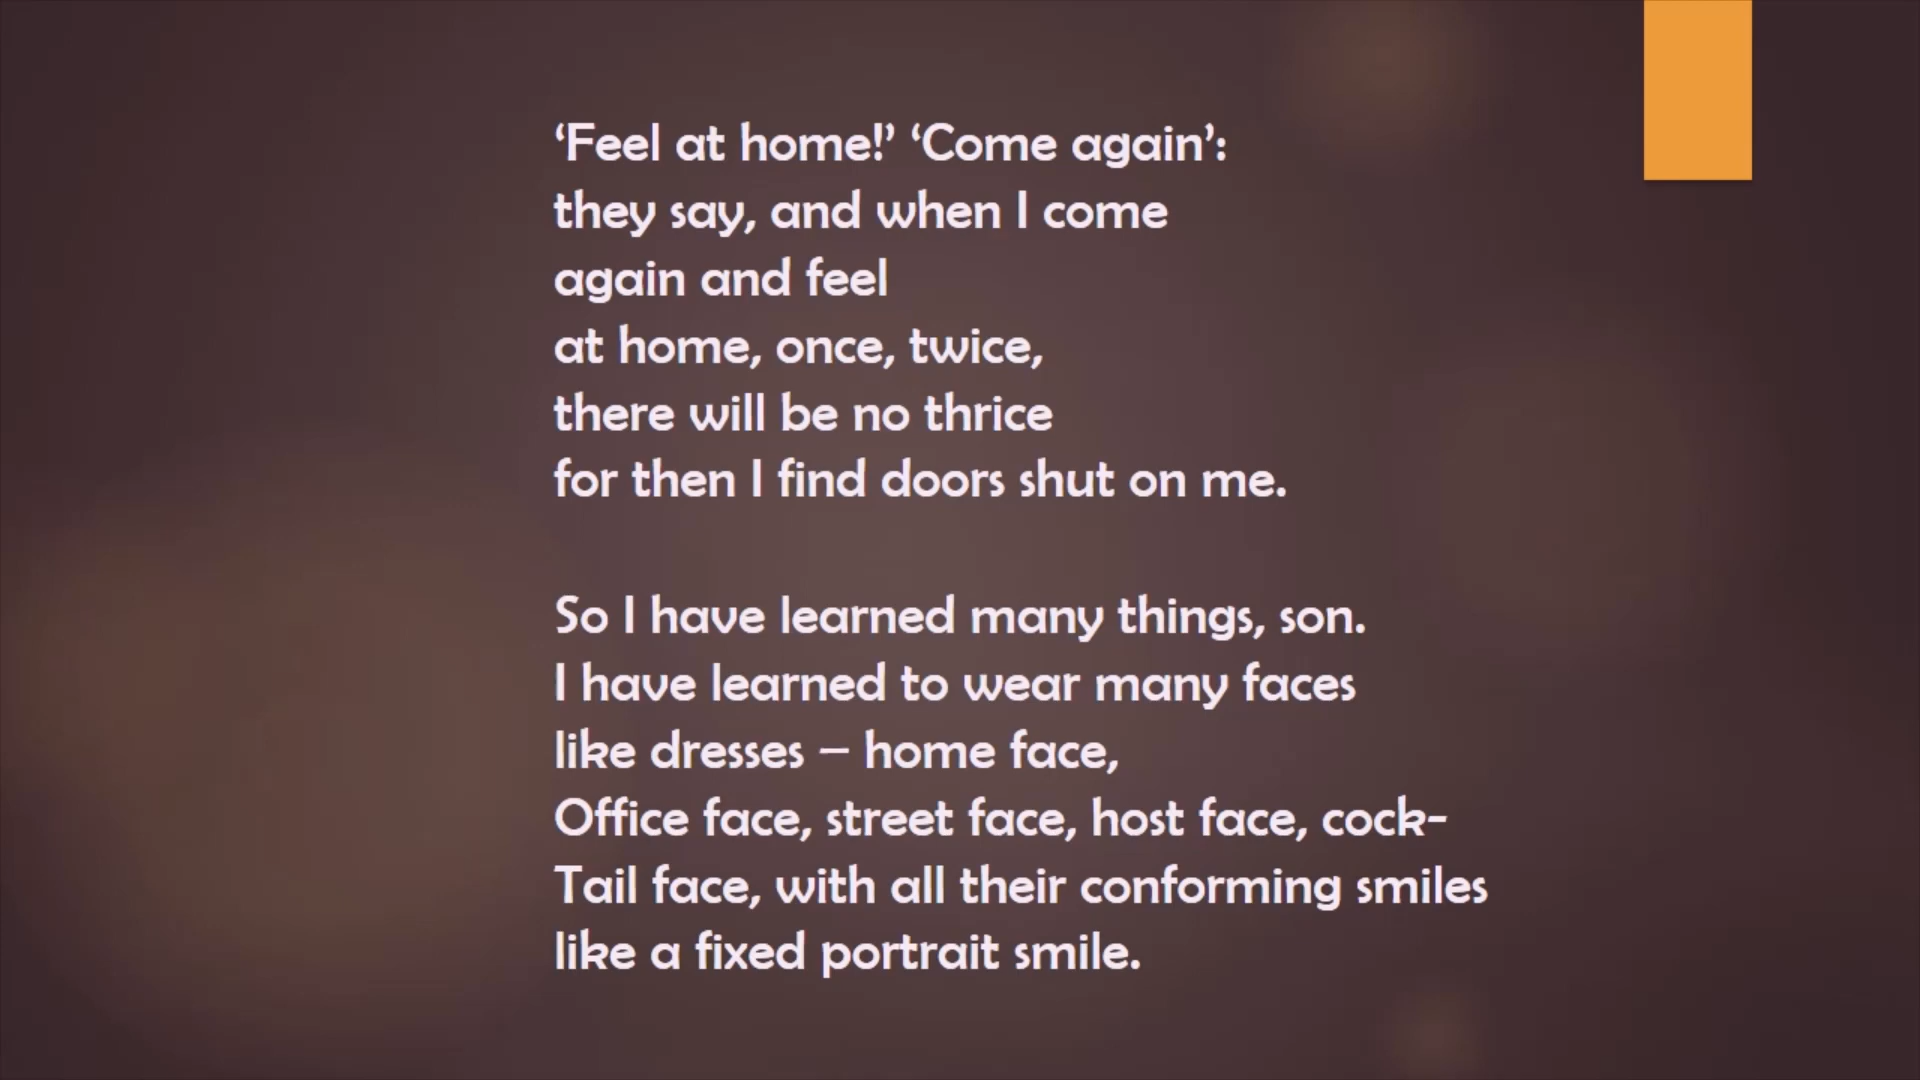 ‘Feel at home!’ ‘Come again’:
they say, and when I come
again and feel
at home, once, twice,
there will be no thrice
for then I find doors shut on me.
So I have learned many things, son.
I have learned to wear many faces
like dresses – home face,
Office face, street face, host face, cock-
Tail face, with all their conforming smiles
like a fixed portrait smile.